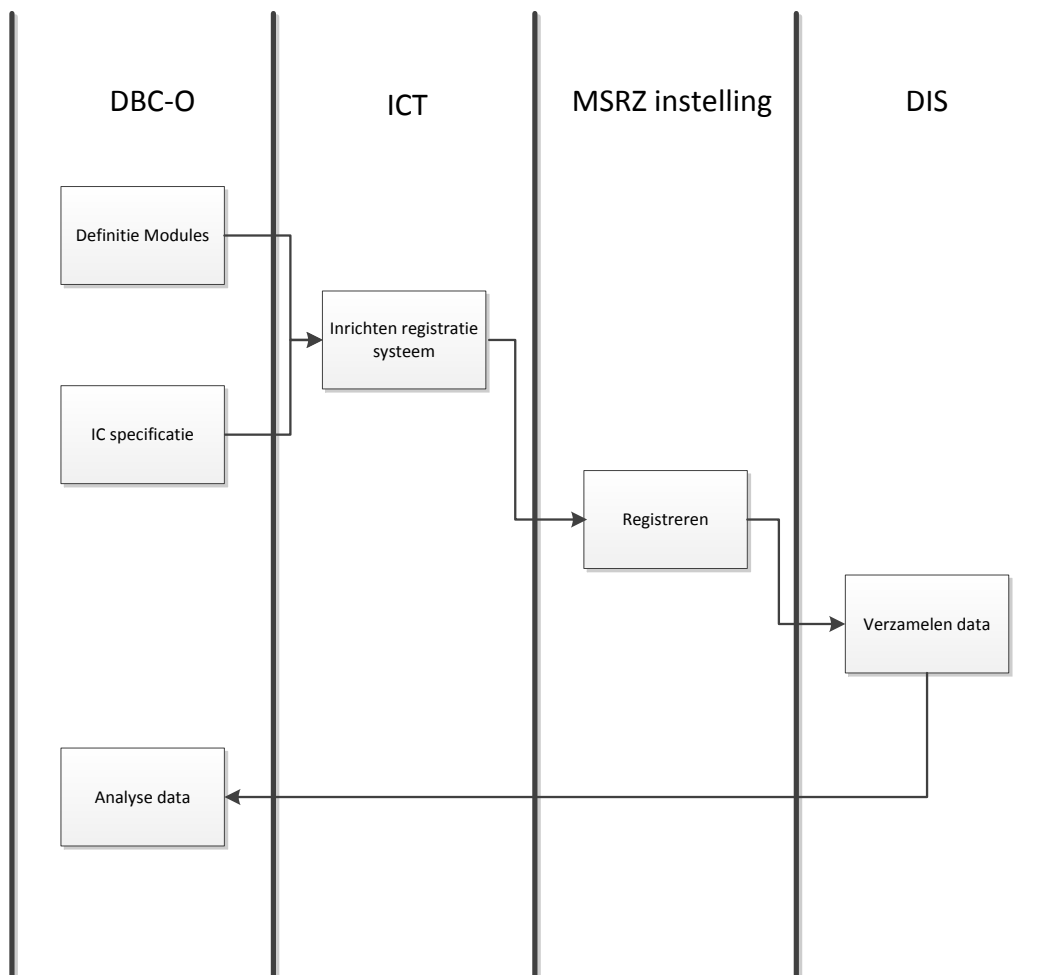 DBC-O
ICT
MSRZ instelling
DIS
Definitie Modules
Inrichten registratie
systeem
IC specificatie
Registreren
Verzamelen data
Analyse data